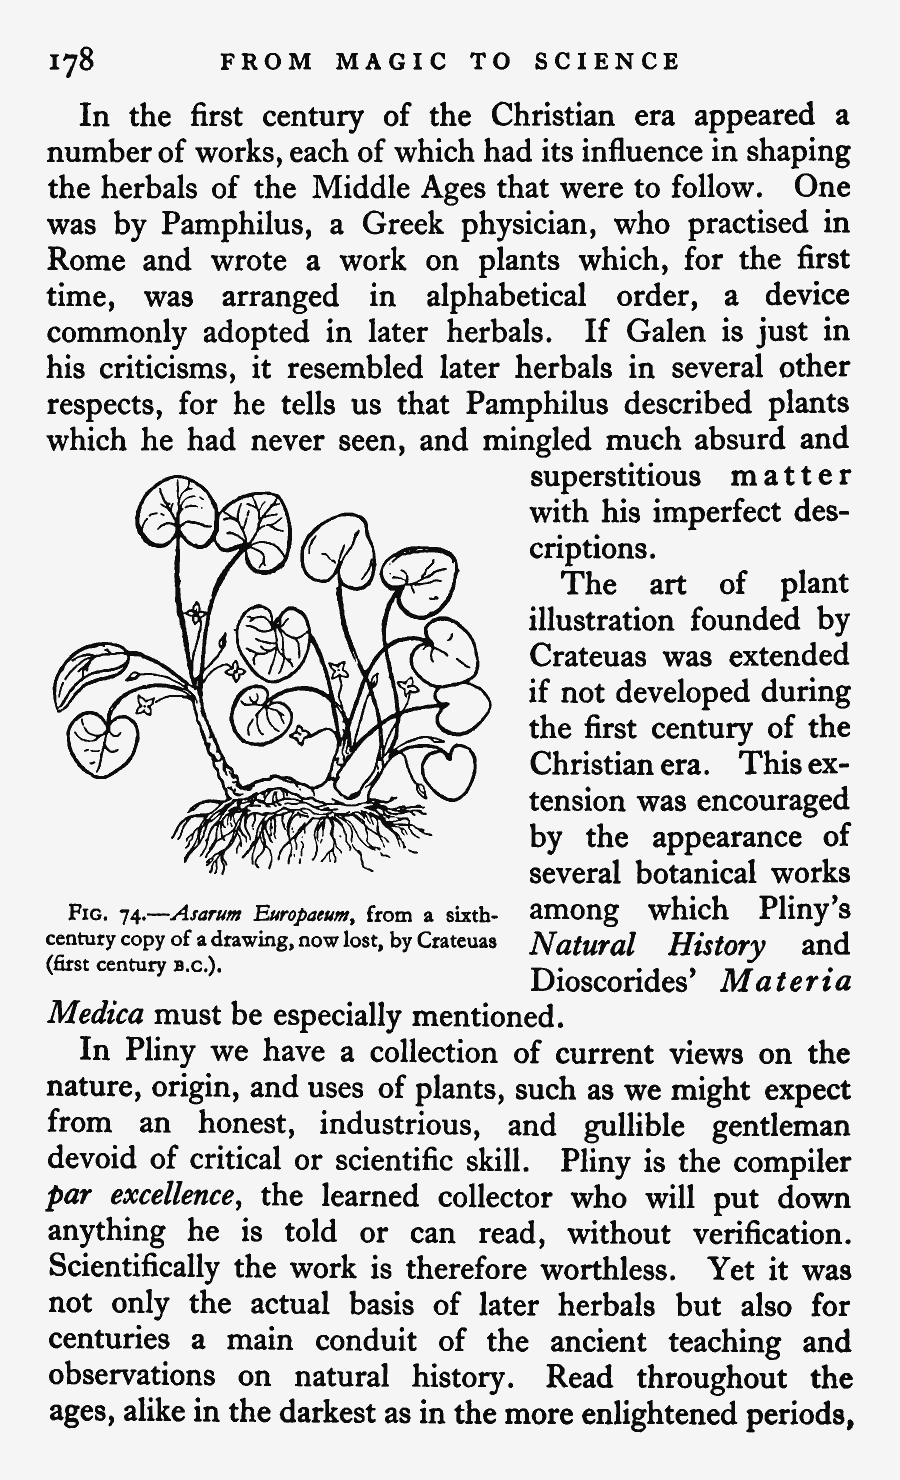 178 FROM MAGIC TO SCIENCE
In the first century of the Christian era appeared a
number of works, each of which had its influence in shaping
the herbals of the Middle Ages that were to follow. One
was by Pamphilus, a Greek physician, who practised in
Rome and wrote a work on plants which, for the first
time, was arranged in alphabetical order, a device
commonly adopted in later herbals. If Galen is just in
his criticisms, it resembled later herbals in several other
respects, for he tells us that Pamphilus described plants
which he had never seen, and mingled much absurd and
superstitious matter
with his imperfect des-
criptions.
The art of plant
illustration founded by
Crateuas was extended
if not developed during
the first century of the
Christian era. This ex-
tension was encouraged
by the appearance of
several botanical works
among which Pliny's
Natural History and
Dioscorides' Materia
Medica must be especially mentioned.
FIG. 74.—Asarum Europaeum, from a sixth-
century copy of a drawing, now lost, by Crateuas
(first century B.C.).
In Pliny we have a collection of current views on the
nature, origin, and uses of plants, such as we might expect
from an honest, industrious, and gullible gentleman
devoid of critical or scientific skill. Pliny is the compiler
par excellence, the learned collector who will put down
anything he is told or can read, without verification.
Scientifically the work is therefore worthless. Yet it was
not only the actual basis of later herbals but also for
centuries a main conduit of the ancient teaching and
observations on natural history. Read throughout the
ages, alike in the darkest as in the more enlightened periods,